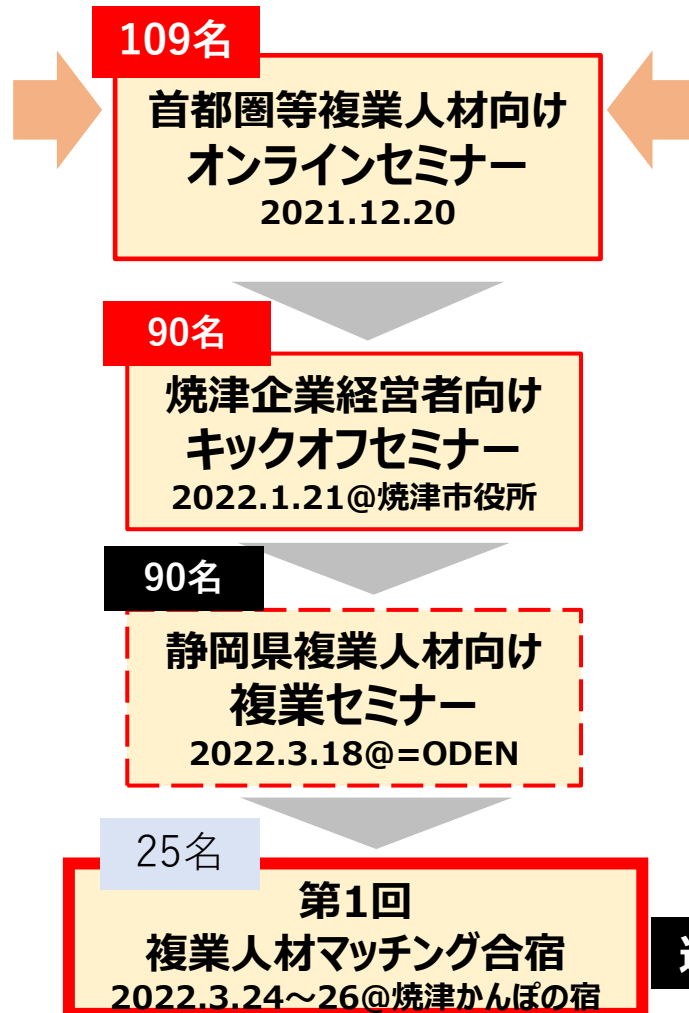 109名
首都圏等複業人材向け
オンラインセミナー
2021.12.20
90名
焼津企業経営者向け
キックオフセミナー
2022.1.21@焼津市役所
90名
静岡県複業人材向け
複業セミナー
2022.3.18@=ODEN
25名
第1回
複業人材マッチング合宿
2022.3.24～26@焼津かんぽの宿